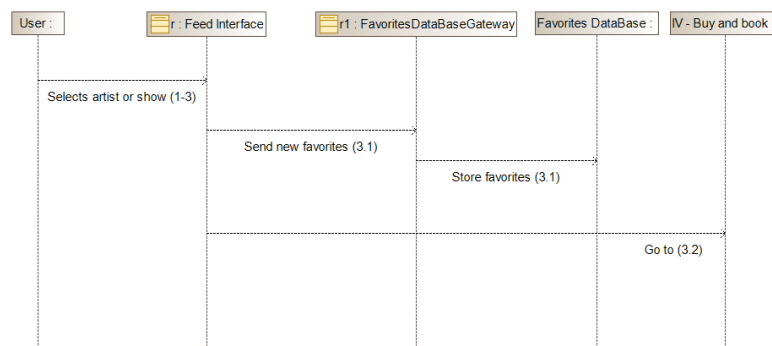 User :
r : Feed Interface
r1 : FavoritesDataBaseGateway
Favorites DataBase :
IV - Buy and book
Selects artist or show (1-3)
Send new favorites (3.1)
Store favorites (3.1)
Go to (3.2)